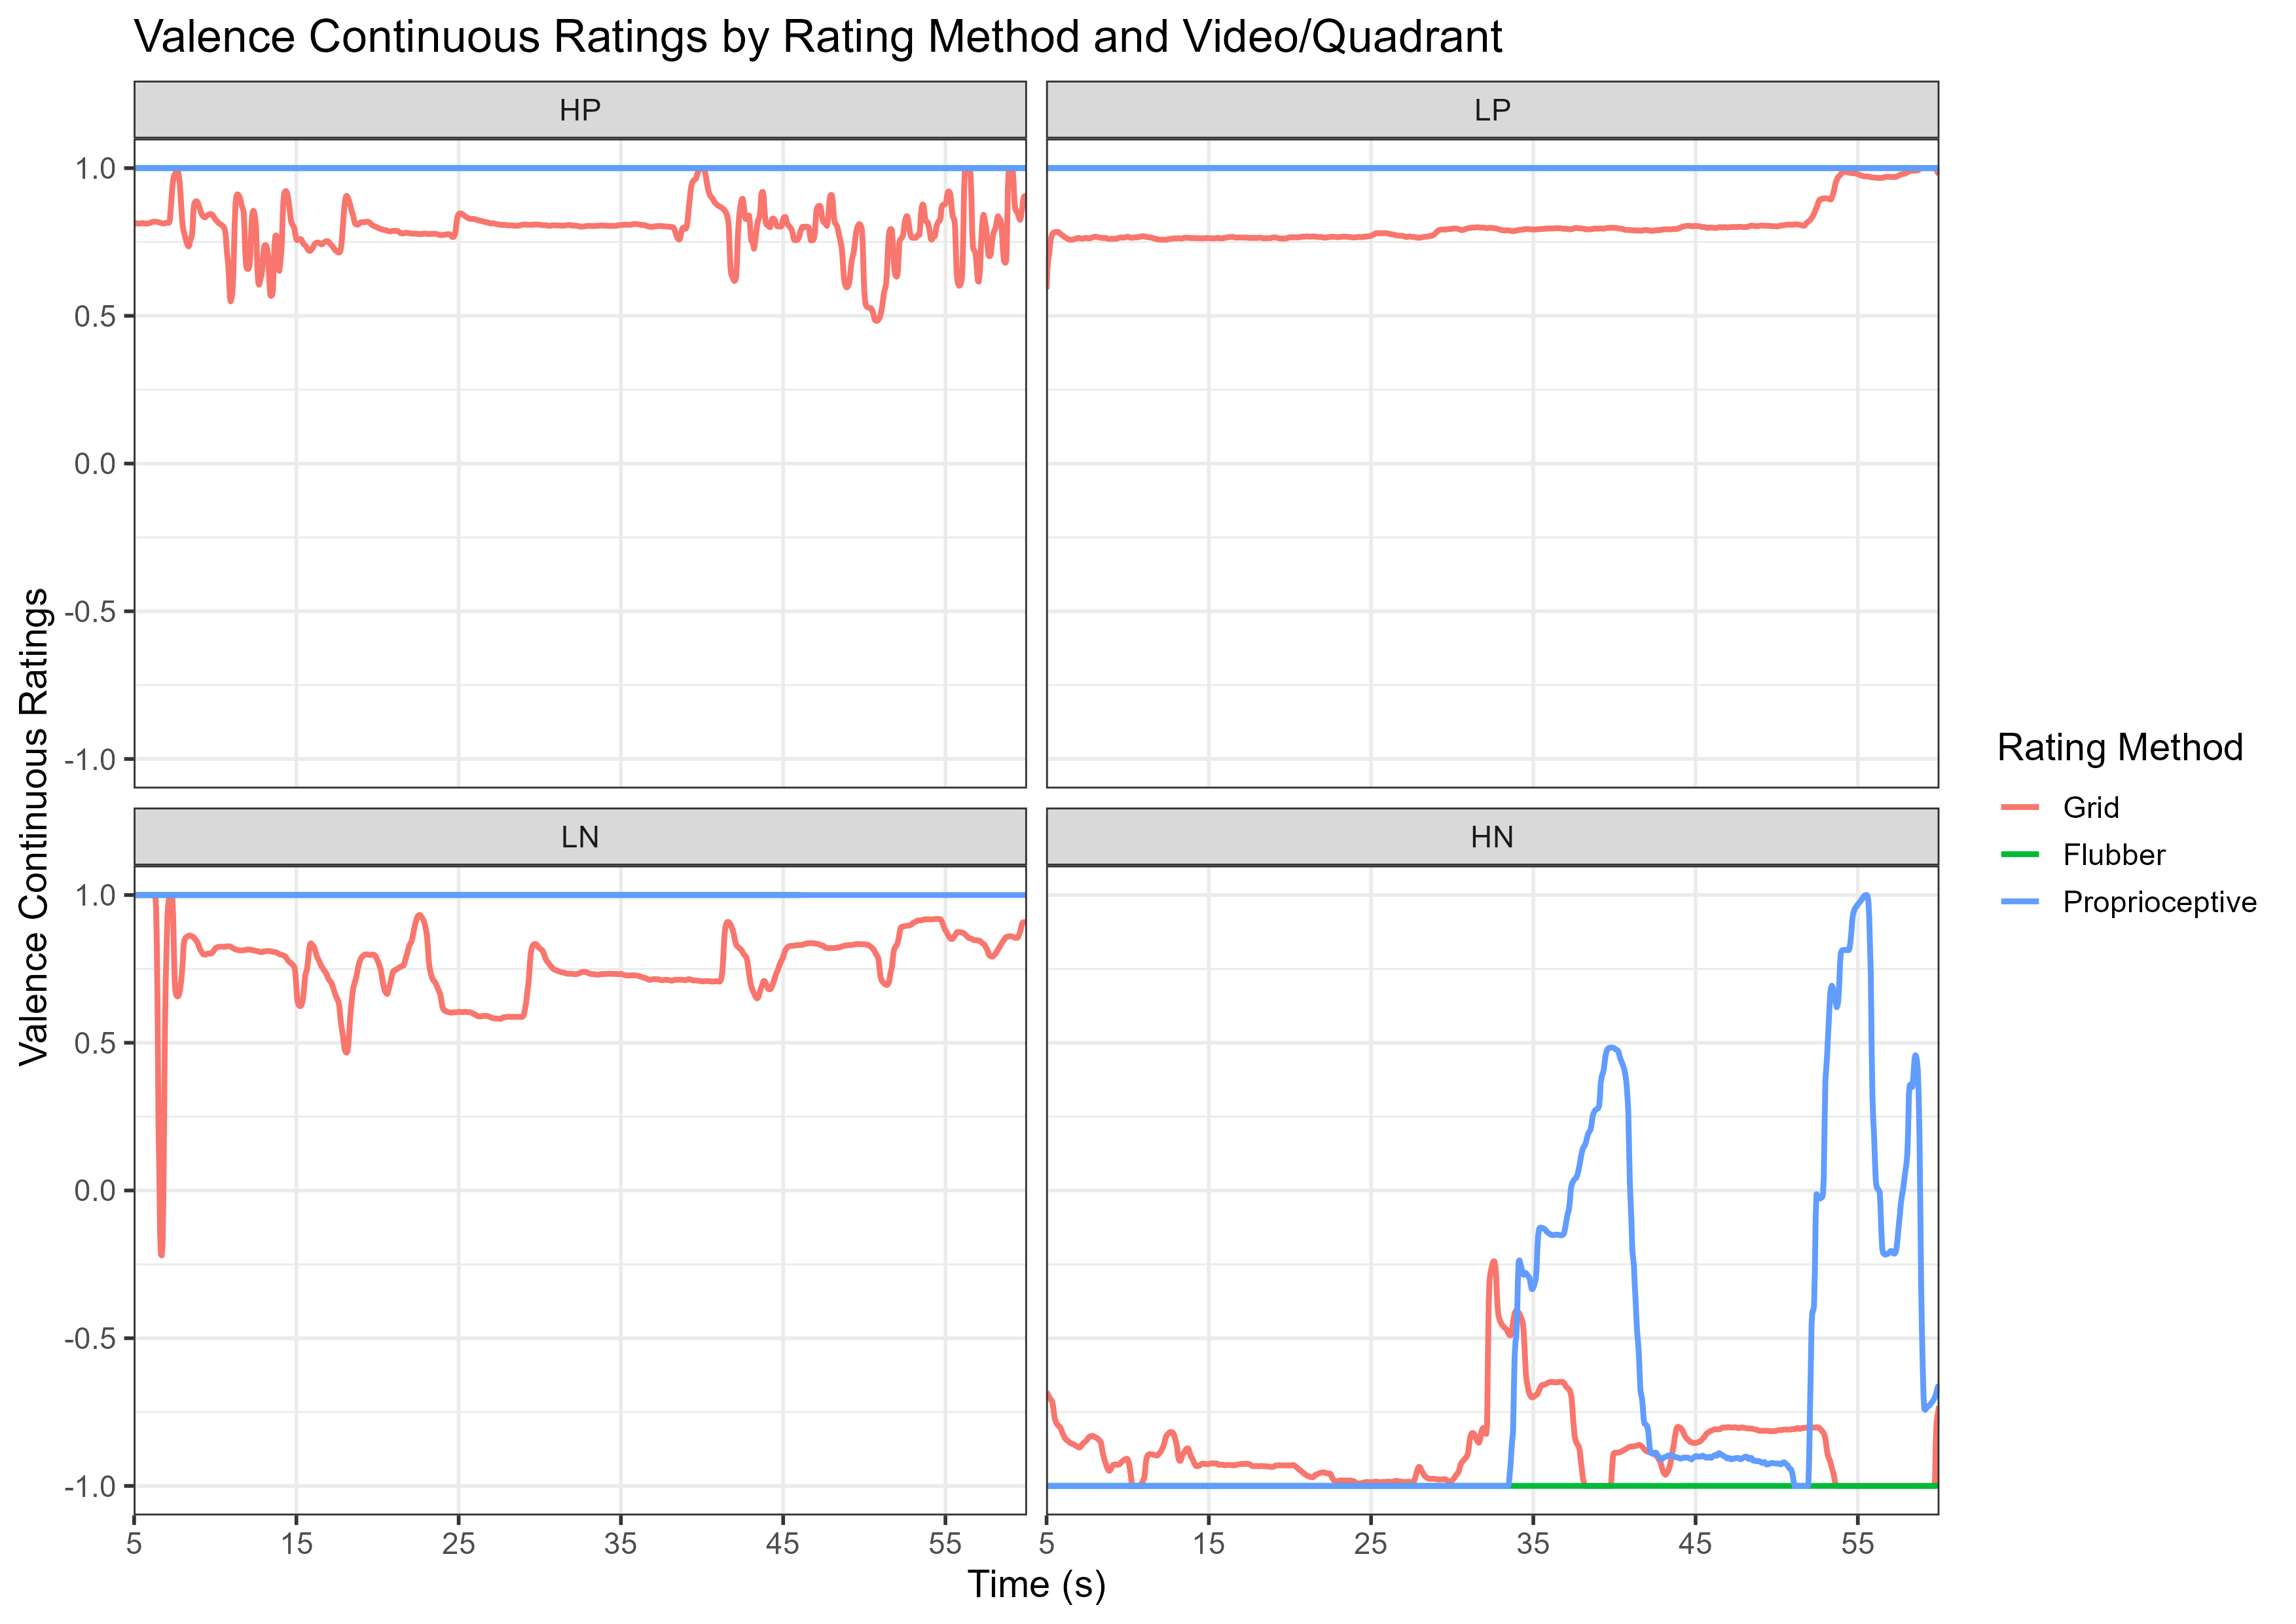 Valence Continuous Ratings by Rating Method and Video/Quadrant
HP
LP
1.0
0.5
0.0
-0.5
-1.0
LN
HN
1.0
0.5
0.0
-0.5
-1.0
5 15 25 35 45 55
5 15 25 35 45 55
Time (s)
Valence Continuous Ratings
Rating Method
Grid
Flubber
Proprioceptive